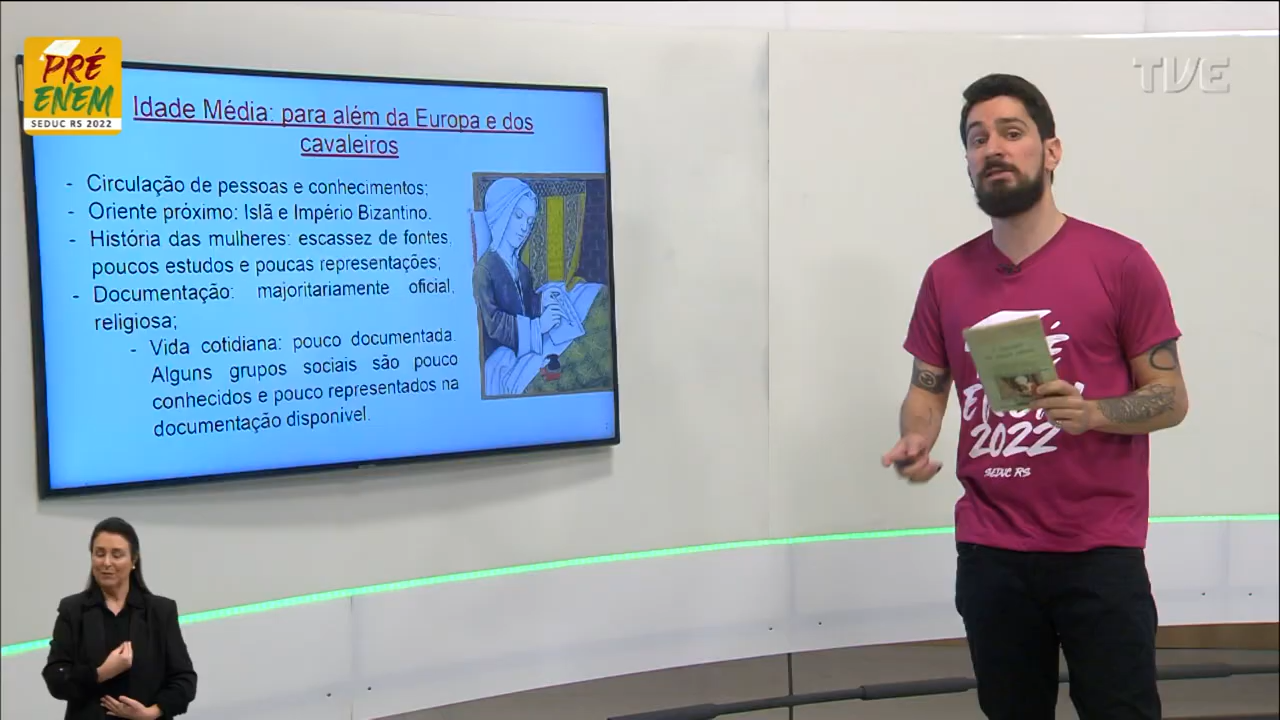 PRÉ
ENEM
SEDUC RS 2022
TVE
Idade Média: para além da Europa e dos
cavaleiros
- Circulação de pessoas e conhecimentos;
- Oriente próximo: Islã e Império Bizantino.
- História das mulheres: escassez de fontes,
poucos estudos e poucas representações;
- Documentação: majoritariamente oficial,
religiosa;
- Vida cotidiana: pouco documentada.
Alguns grupos sociais são pouco
conhecidos e pouco representados na
documentação disponível.
2022
SEDUC RS